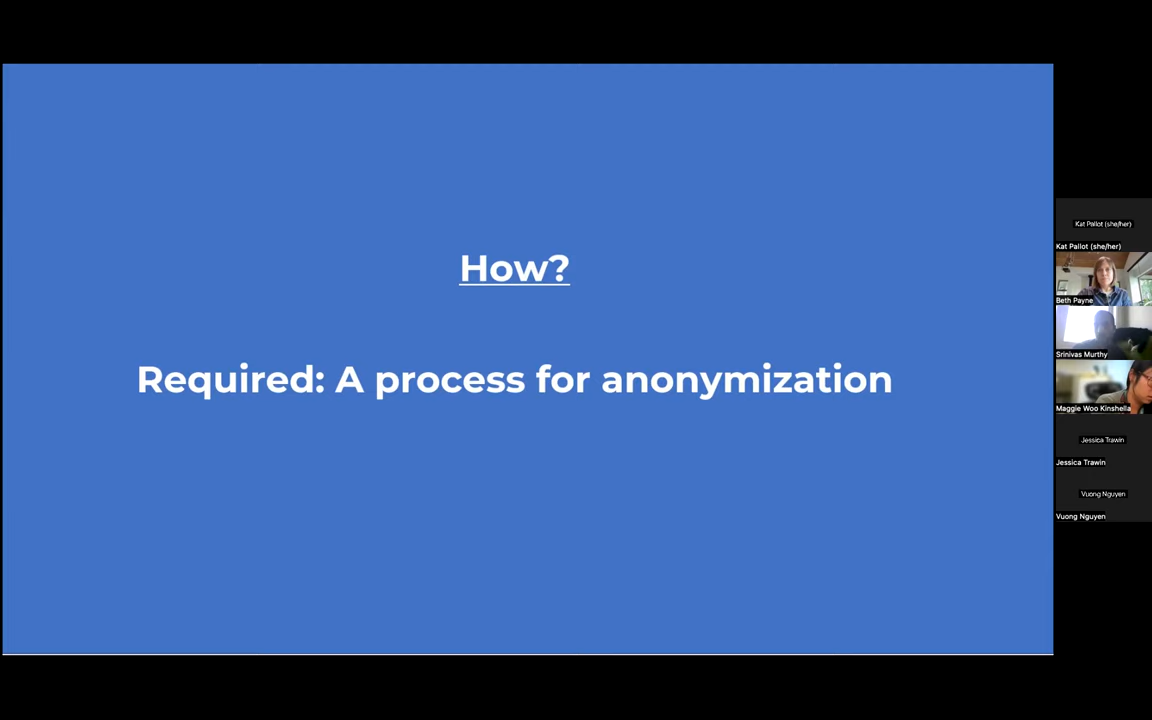 How?
Required: A process for anonymization
Kat Pallot (she/her)
Kat Pallot (she/her)
Beth Payne
Srinivas Murthy
Maggie Woo Kinshella
Jessica Trawin
Jessica Trawin
Vuong Nguyen
Vuong Nguyen